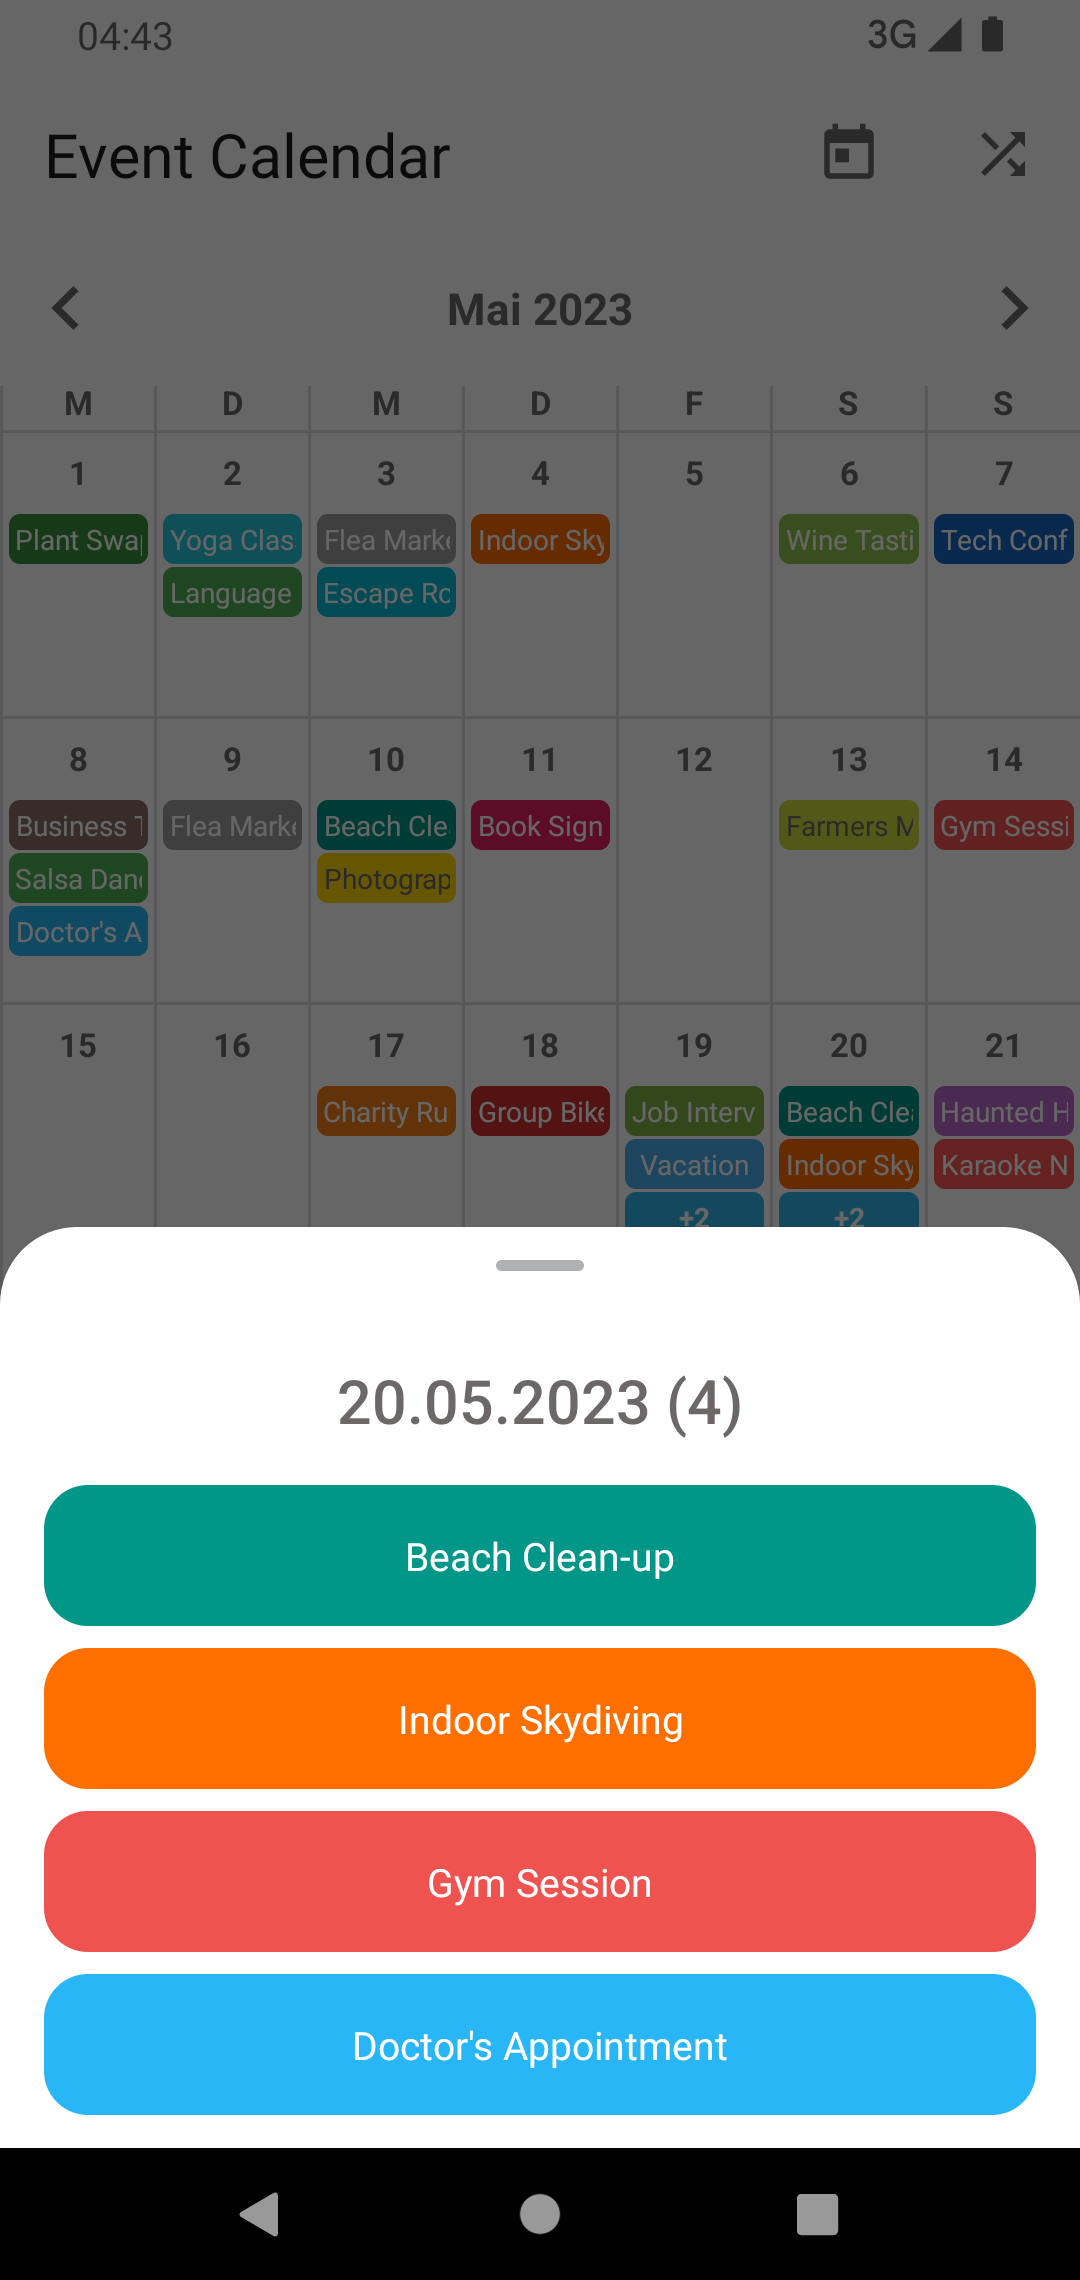 04:43 3G
Event Calendar
Mai 2023
M D M D F S S
1 2 3 4 5 6 7
Plant Swa Yoga Clas Flea Mark Indoor Sky Wine Tasti Tech Conf
Language Escape Ro
8 9 10 11 12 13 14
Business T Flea Mark Beach Cle Book Sign Farmers M Gym Sessi
Salsa Dan Photograp
Doctor's A
15 16 17 18 19 20 21
Charity Ru Group Bike Job Interv Beach Clea Haunted H
Vacation Indoor Sky Karaoke N
+2 +2
20.05.2023 (4)
Beach Clean-up
Indoor Skydiving
Gym Session
Doctor's Appointment